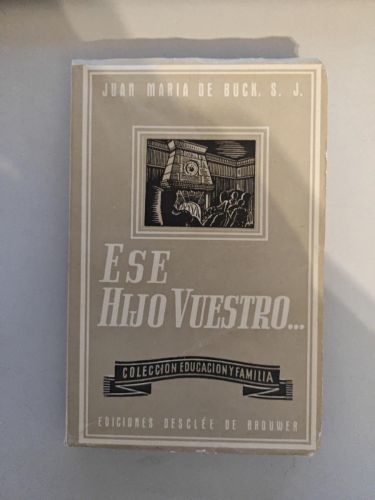 JUAN MARIA DE BUCK, S. J.
ESE
HIJO VUESTRO...
COLECCION EDUCACION Y FAMILIA
EDICIONES DESCLÉE DE BROUWER